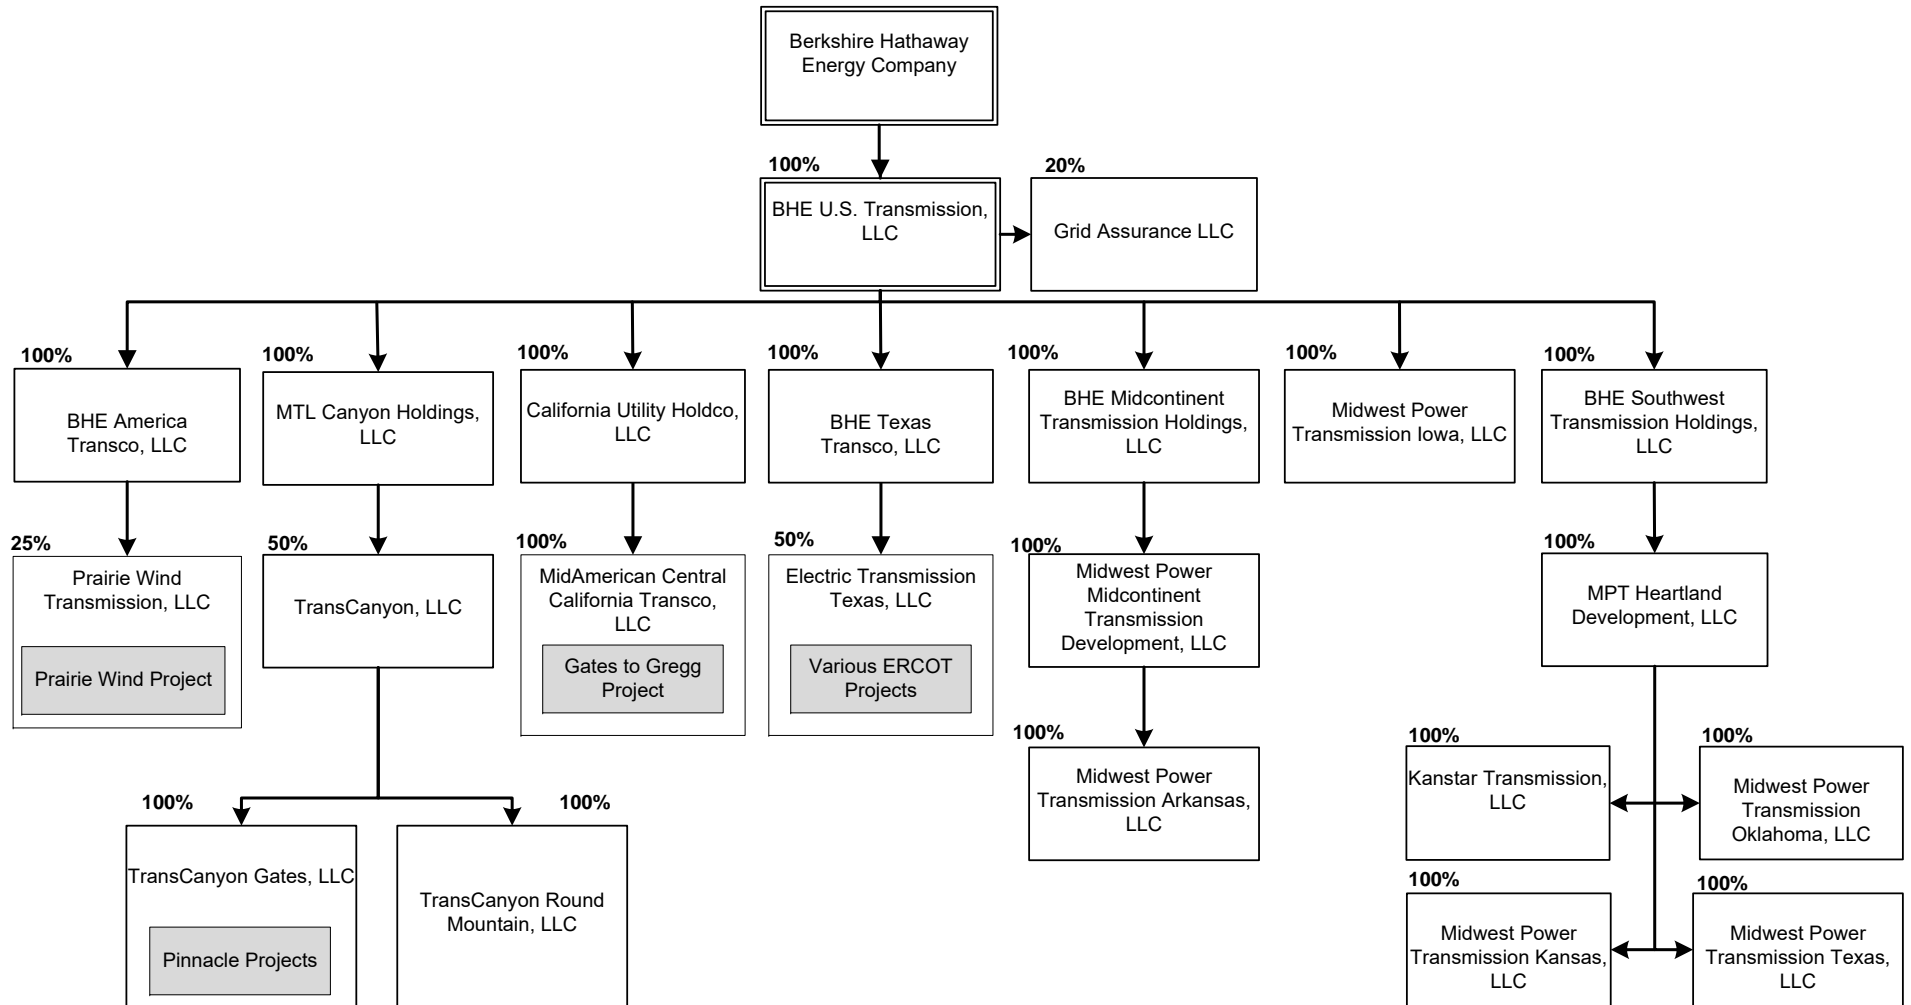 Berkshire Hathaway
Energy Company
100%
BHE U.S. Transmission,
LLC
20%
Grid Assurance LLC
100%
BHE America
Transco, LLC
100%
MTL Canyon Holdings,
LLC
100%
California Utility Holdco,
LLC
100%
BHE Texas
Transco, LLC
100%
BHE Midcontinent
Transmission Holdings,
LLC
100%
Midwest Power
Transmission Iowa, LLC
100%
BHE Southwest
Transmission Holdings,
LLC
25%
Prairie Wind
Transmission, LLC
Prairie Wind Project
50%
TransCanyon, LLC
100%
MidAmerican Central
California Transco,
LLC
Gates to Gregg
Project
50%
Electric Transmission
Texas, LLC
Various ERCOT
Projects
100%
Midwest Power
Midcontinent
Transmission
Development, LLC
100%
MPT Heartland
Development, LLC
100%
Midwest Power
Transmission Arkansas,
LLC
100%
Kanstar Transmission,
LLC
100%
Midwest Power
Transmission
Oklahoma, LLC
100%
TransCanyon Gates, LLC
Pinnacle Projects
100%
TransCanyon Round
Mountain, LLC
100%
Midwest Power
Transmission Kansas,
LLC
100%
Midwest Power
Transmission Texas,
LLC